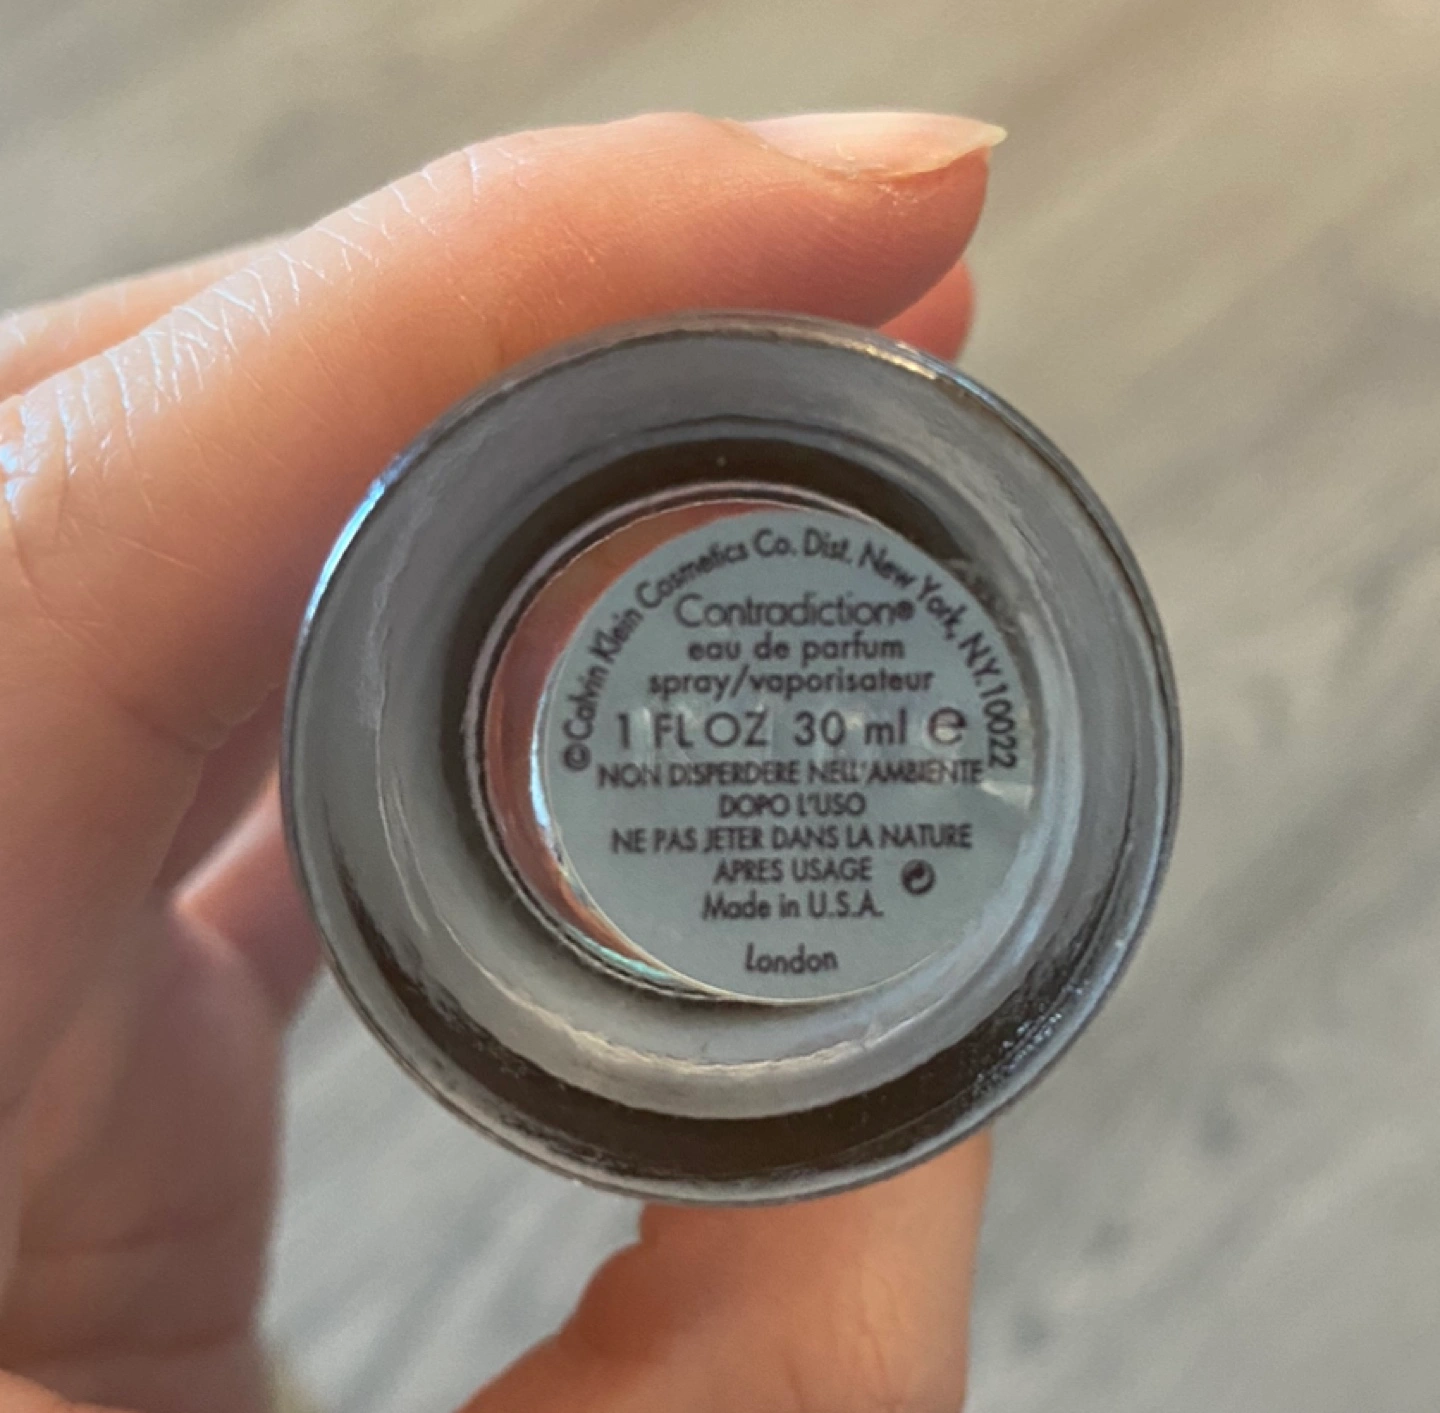 ©Calvin Klein Cosmetics Co. Dist. New York, N.Y. 10022
Contradiction®
eau de parfum
spray/vaporisateur
1 FL OZ 30 ml e
NON DISPERDERE NELL'AMBIENTE
DOPO L'USO
NE PAS JETER DANS LA NATURE
APRES USAGE
Made in U.S.A.
London